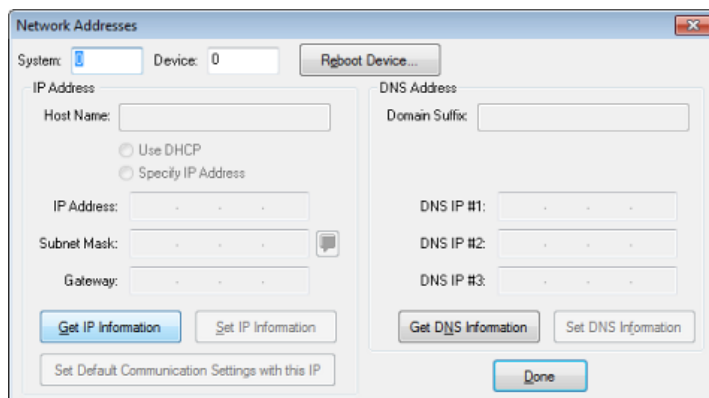 Network Addresses
System: 0 Device: 0 Reboot Device...
IP Address
Host Name:
Use DHCP
Specify IP Address
IP Address: . . .
Subnet Mask: . . .
Gateway: . . .
Get IP Information Set IP Information
Set Default Communication Settings with this IP
DNS Address
Domain Suffix:
DNS IP #1: . . .
DNS IP #2: . . .
DNS IP #3: . . .
Get DNS Information Set DNS Information
Done